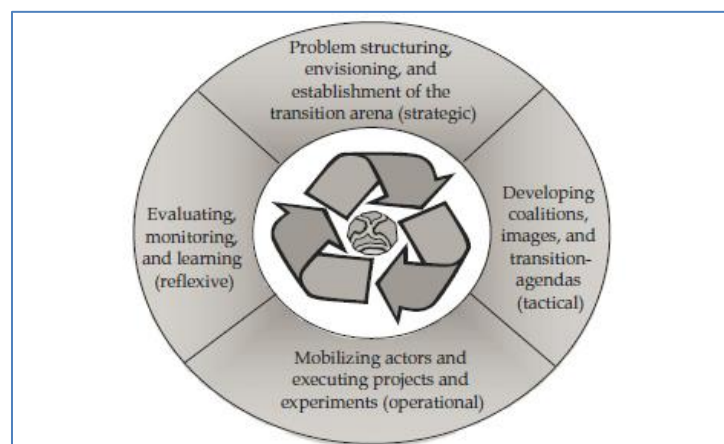 Problem structuring,
envisioning, and
establishment of the
transition arena (strategic)
Developing
coalitions,
images, and
transition-
agendas
(tactical)
Mobilizing actors and
executing projects and
experiments (operational)
Evaluating,
monitoring,
and learning
(reflexive)